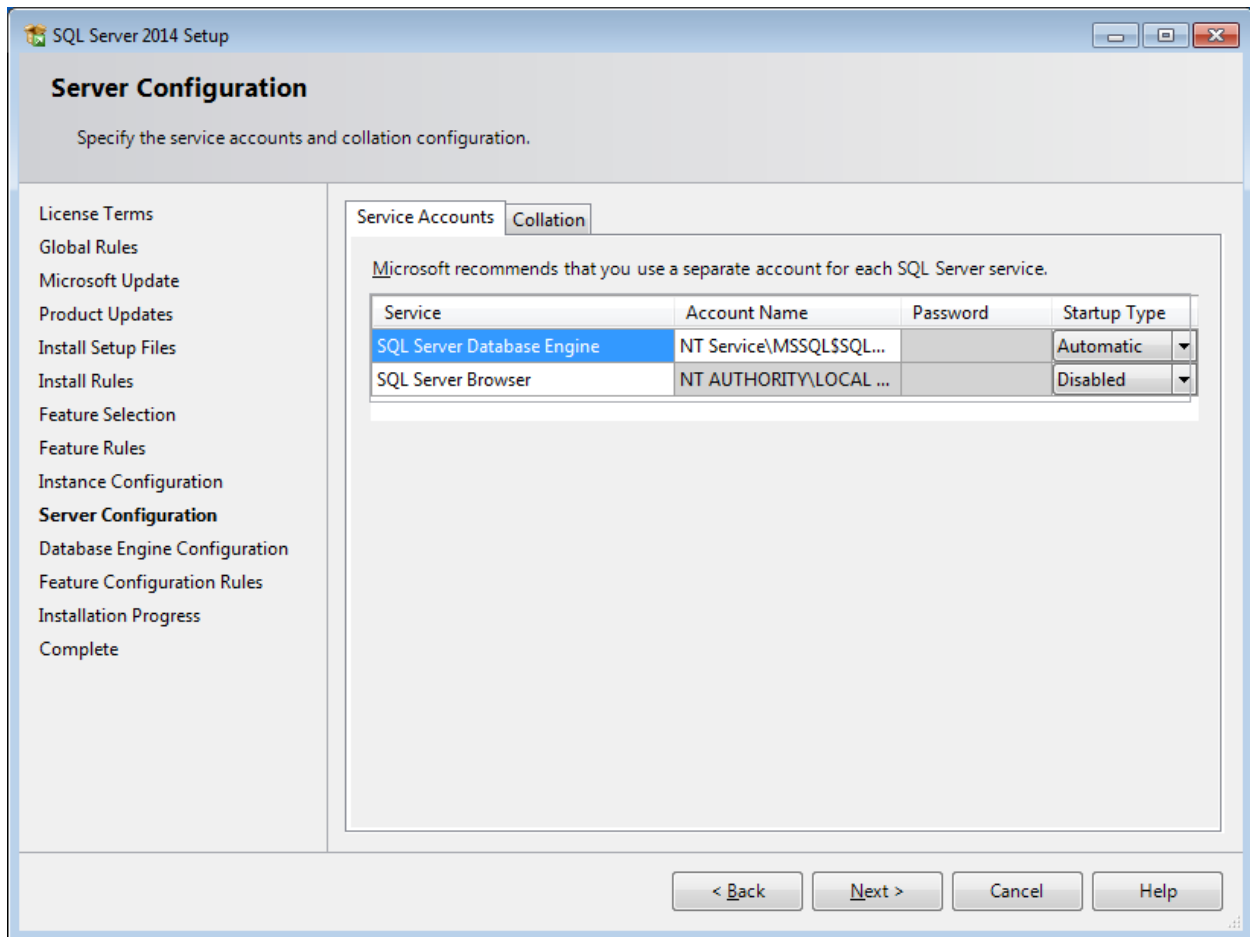 SQL Server 2014 Setup
Server Configuration
Specify the service accounts and collation configuration.
License Terms
Global Rules
Microsoft Update
Product Updates
Install Setup Files
Install Rules
Feature Selection
Feature Rules
Instance Configuration
Server Configuration
Database Engine Configuration
Feature Configuration Rules
Installation Progress
Complete
Service Accounts Collation
Microsoft recommends that you use a separate account for each SQL Server service.
Service Account Name Password Startup Type
SQL Server Database Engine NT Service\MSSQL$SQL... Automatic
SQL Server Browser NT AUTHORITY\LOCAL ... Disabled
< Back Next > Cancel Help